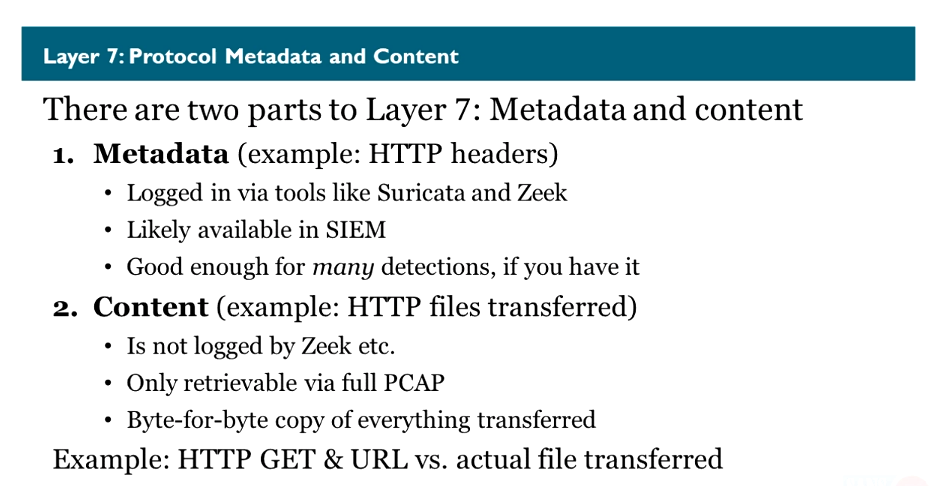 Layer 7: Protocol Metadata and Content
There are two parts to Layer 7: Metadata and content
1. Metadata (example: HTTP headers)
• Logged in via tools like Suricata and Zeek
• Likely available in SIEM
• Good enough for many detections, if you have it
2. Content (example: HTTP files transferred)
• Is not logged by Zeek etc.
• Only retrievable via full PCAP
• Byte-for-byte copy of everything transferred
Example: HTTP GET & URL vs. actual file transferred